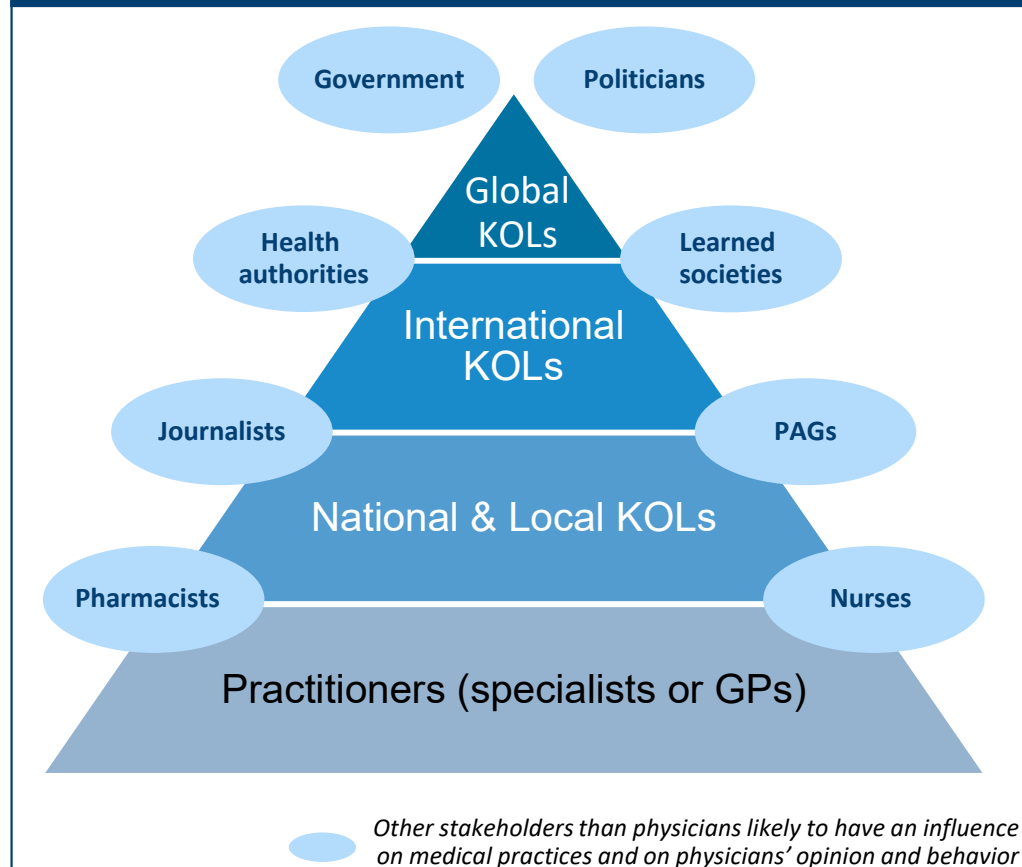 Government
Politicians
Global
KOLs
Health
authorities
Learned
societies
International
KOLs
Journalists
PAGs
National & Local KOLs
Pharmacists
Nurses
Practitioners (specialists or GPs)
Other stakeholders than physicians likely to have an influence
on medical practices and on physicians’ opinion and behavior